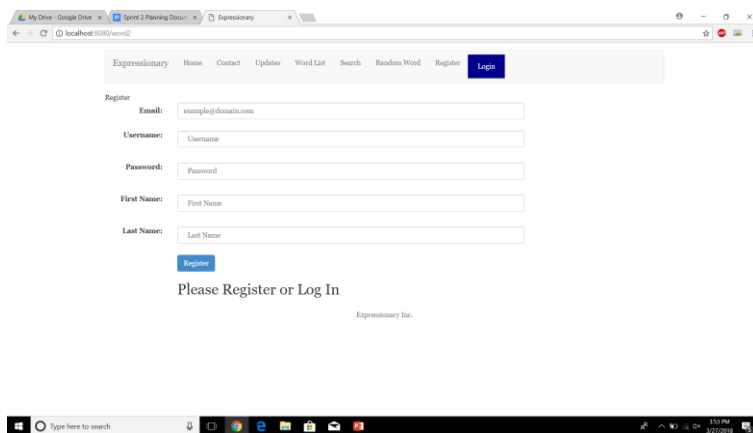 My Drive - Google Drive
Sprint 2 Planning Docum
Expressionary
localhost:8080/word2
Expressionary Home Contact Updates Word List Search Random Word Register Login
Register
Email: example@domain.com
Username: Username
Password: Password
First Name: First Name
Last Name: Last Name
Register
Please Register or Log In
Expressionary Inc.
Type here to search
3:53 PM
3/27/2018